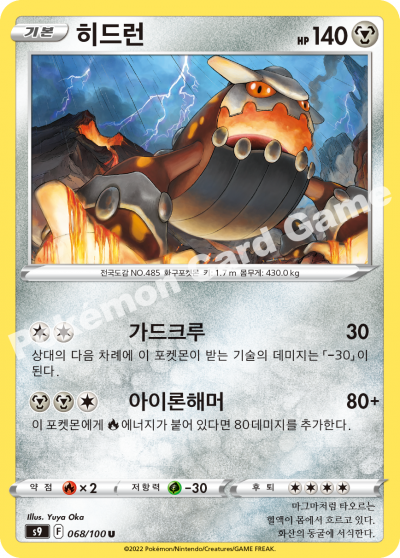 기본 히드런 HP 140
전국도감 NO.485 화구포켓몬 키: 1.7 m 몸무게: 430.0 kg
Pokémon Card Game
가드크루 30
상대의 다음 차례에 이 포켓몬이 받는 기술의 데미지는 「-30」이
된다.
아이론해머 80+
이 포켓몬에게 에너지가 붙어 있다면 80데미지를 추가한다.
약점 ×2 저항력 -30 후퇴
Illus. Yuya Oka
s9 F 068/100 U
마그마처럼 타오르는
혈액이 몸에서 흐르고 있다.
화산의 동굴에 서식한다.
©2022 Pokémon/Nintendo/Creatures/GAME FREAK.